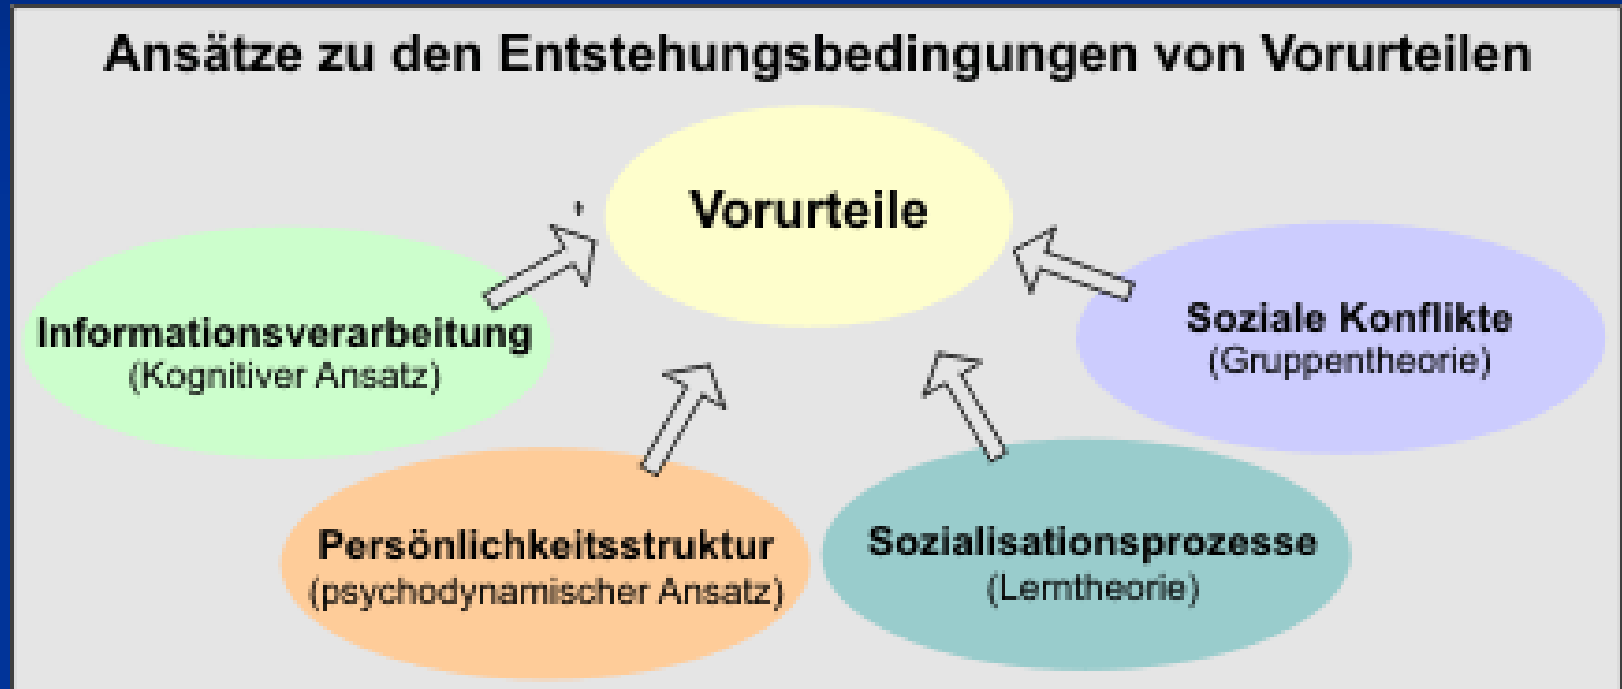 Ansätze zu den Entstehungsbedingungen von Vorurteilen
Vorurteile
Informationsverarbeitung
(Kognitiver Ansatz)
Soziale Konflikte
(Gruppentheorie)
Persönlichkeitsstruktur
(psychodynamischer Ansatz)
Sozialisationsprozesse
(Lerntheorie)